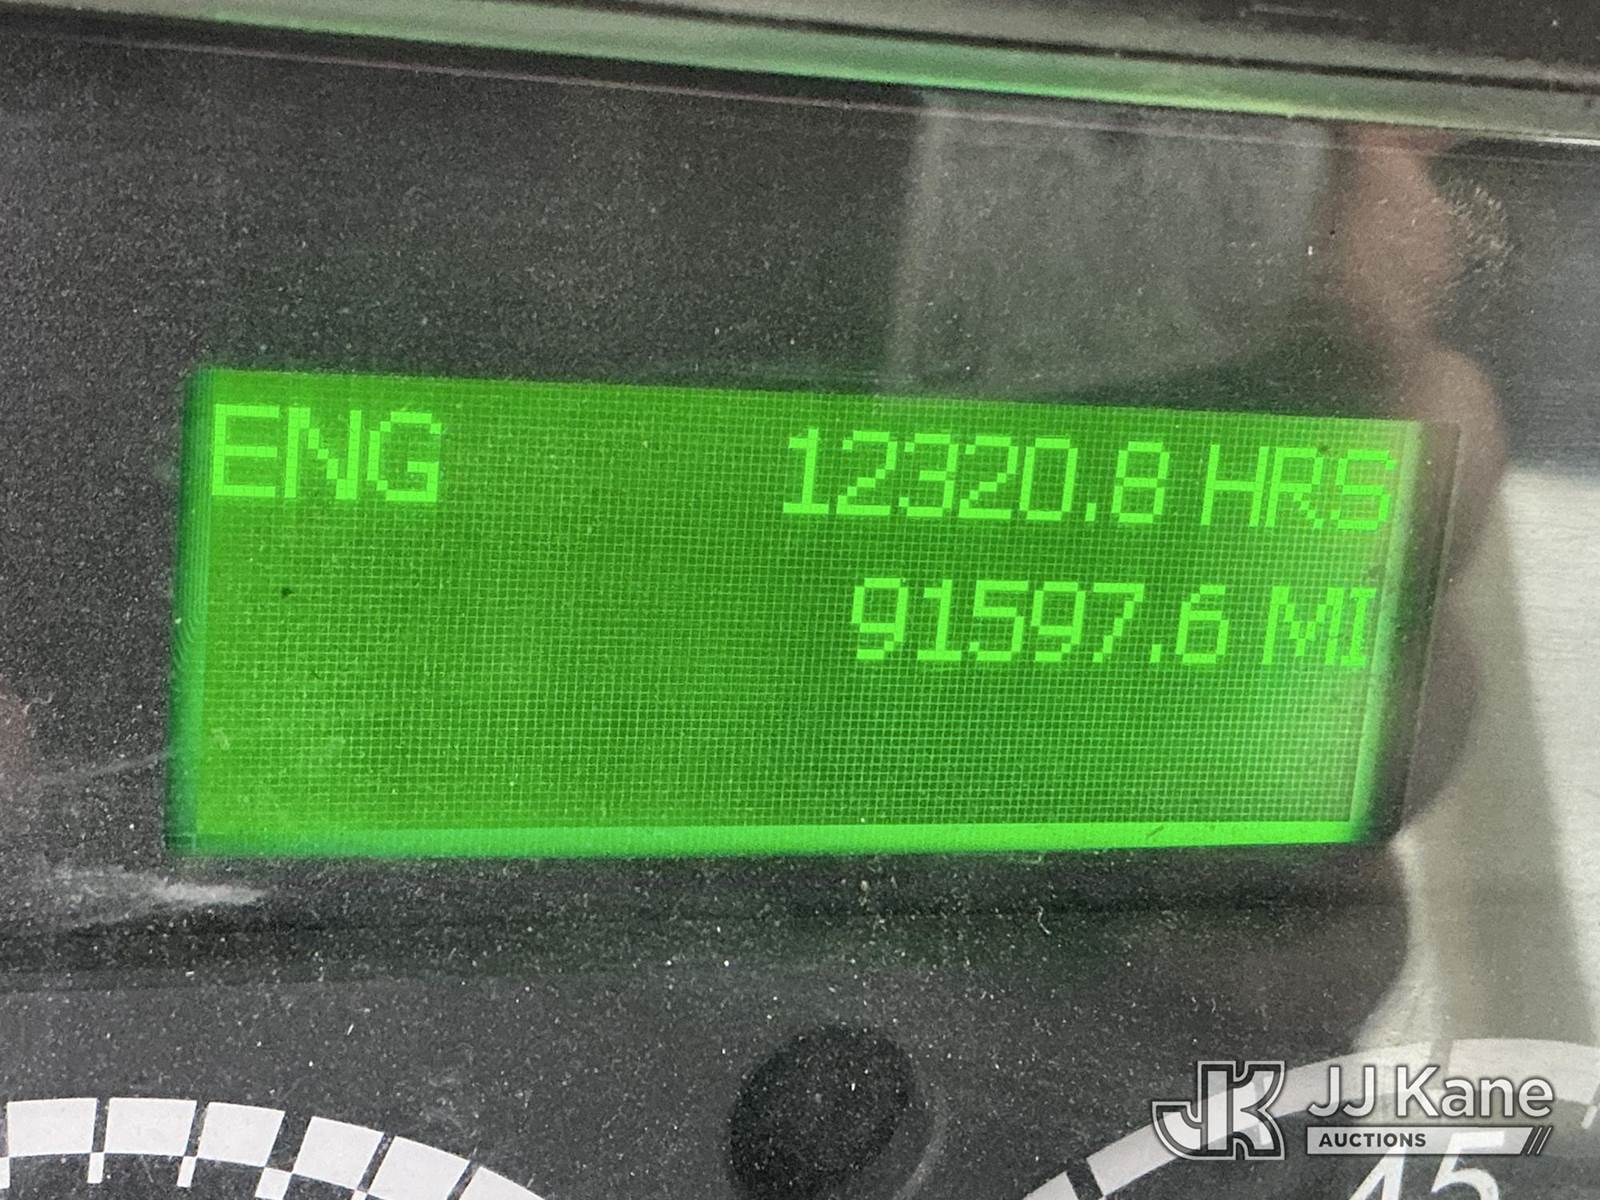 ENG 12320.8 HRS
91597.6 MI
JJ Kane
AUCTIONS
45